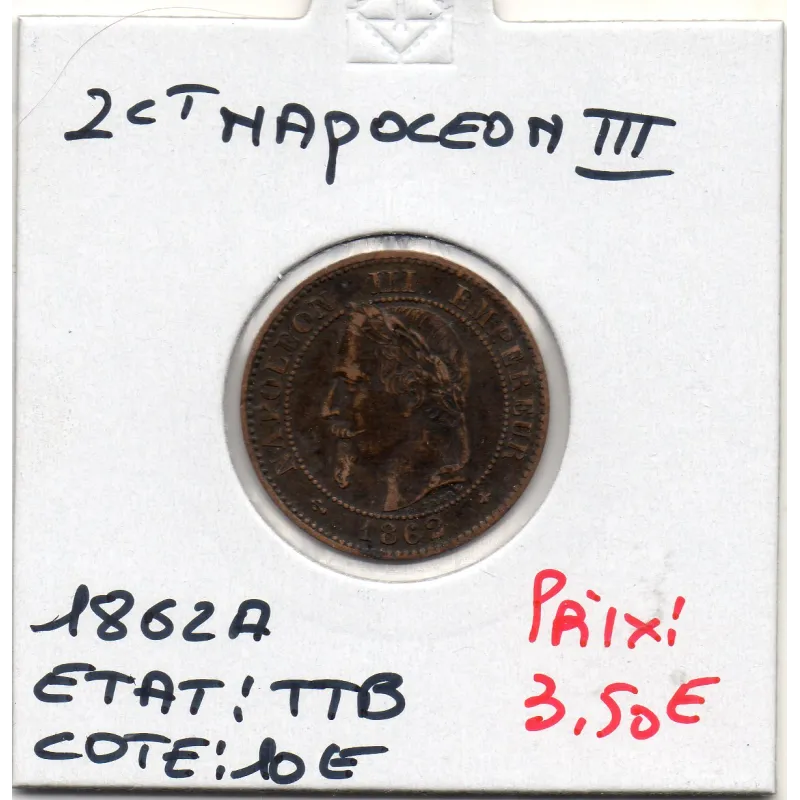 2CT NAPOLEON III
NAPOLEON III EMPEREUR
1862
1862A
ETAT: TTB
COTE: 10E
PRIX:
3,50E